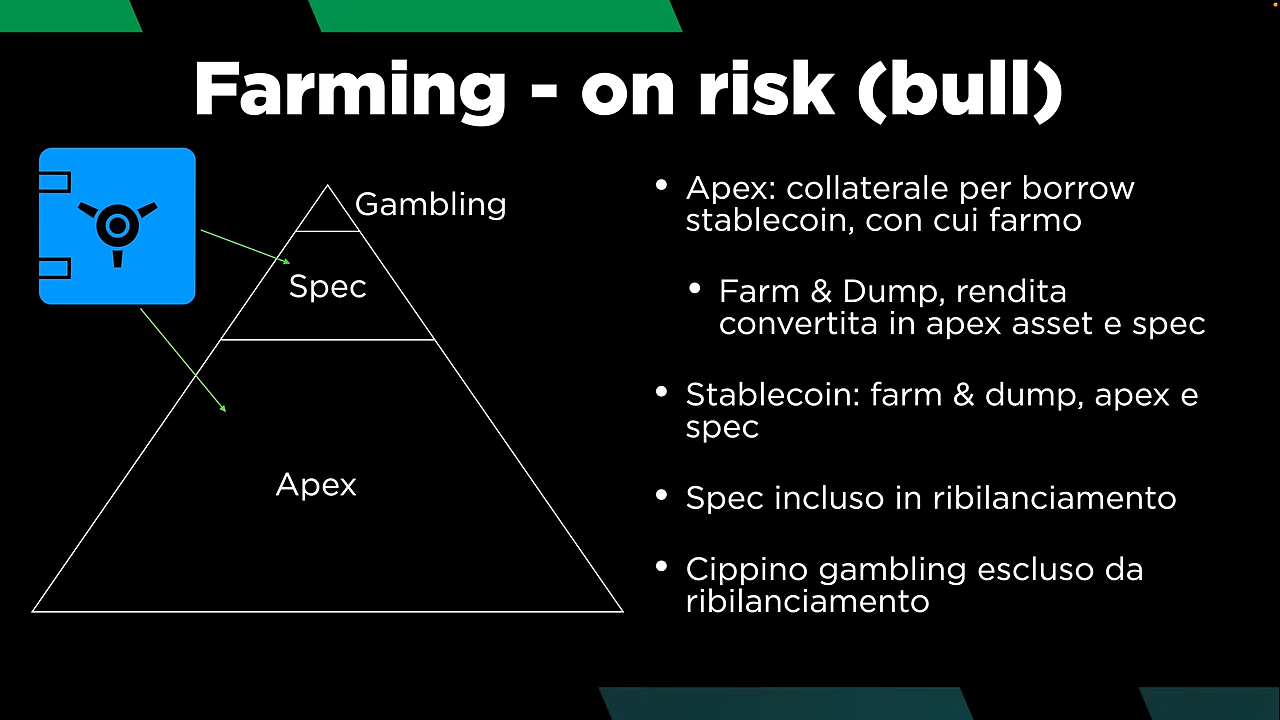 Farming - on risk (bull)
Gambling
Spec
Apex
• Apex: collaterale per borrow
stablecoin, con cui farmo
• Farm & Dump, rendita
convertita in apex asset e spec
• Stablecoin: farm & dump, apex e
spec
• Spec incluso in ribilanciamento
• Cippino gambling escluso da
ribilanciamento